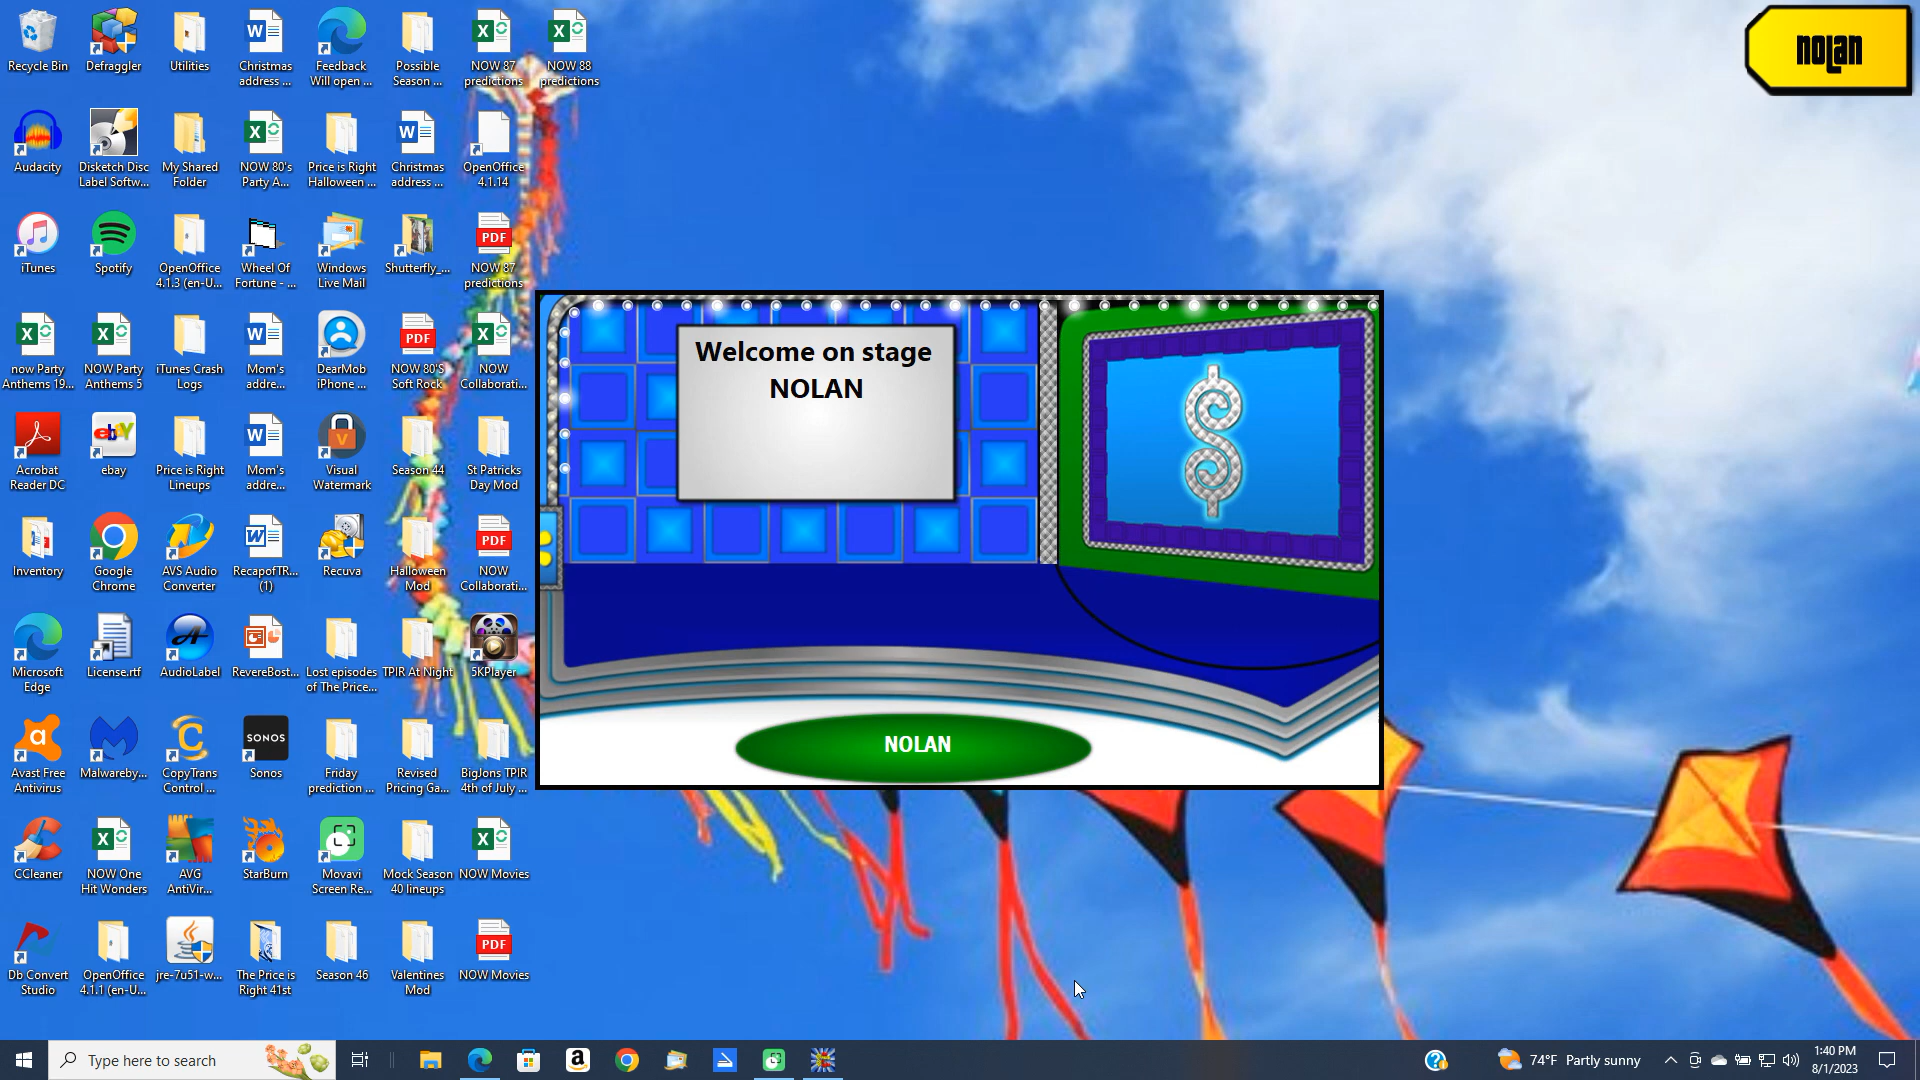 Recycle Bin
Defraggler
Utilities
Christmas
address ...
Feedback
Will open ...
Possible
Season ...
NOW 87
predictions
NOW 88
predictions
nolan
Audacity
Disketch Disc
Label Softw...
My Shared
Folder
NOW 80's
Party A...
Price is Right
Halloween ...
Christmas
address ...
OpenOffice
4.1.14
iTunes
Spotify
OpenOffice
4.1.3 (en-U...
Wheel Of
Fortune - ...
Windows
Live Mail
Shutterfly_...
PDF
NOW 87
predictions
now Party
Anthems 19...
NOW Party
Anthems 5
iTunes Crash
Logs
Mom's
addre...
DearMob
iPhone ...
PDF
NOW 80'S
Soft Rock
NOW
Collaborati...
Welcome on stage
NOLAN
Acrobat
Reader DC
ebay
ebay
Price is Right
Lineups
Mom's
addre...
Visual
Watermark
Season 44
St Patricks
Day Mod
Inventory
Google
Chrome
AVS Audio
Converter
RecapofTR...
(1)
Recuva
Halloween
Mod
PDF
NOW
Collaborati...
Microsoft
Edge
License.rtf
AudioLabel
RevereBost...
Lost episodes
of The Price...
TPIR At Night
5KPlayer
Avast Free
Antivirus
Malwareby...
CopyTrans
Control ...
SONOS
Sonos
Friday
prediction ...
Revised
Pricing Ga...
BigJons TPIR
4th of July ...
NOLAN
CCleaner
NOW One
Hit Wonders
AVG
AntiVir...
StarBurn
Movavi
Screen Re...
Mock Season
40 lineups
NOW Movies
Db Convert
Studio
OpenOffice
4.1.1 (en-U...
jre-7u51-w...
The Price is
Right 41st
Season 46
Valentines
Mod
PDF
NOW Movies
Type here to search
74°F Partly sunny
1:40 PM
8/1/2023